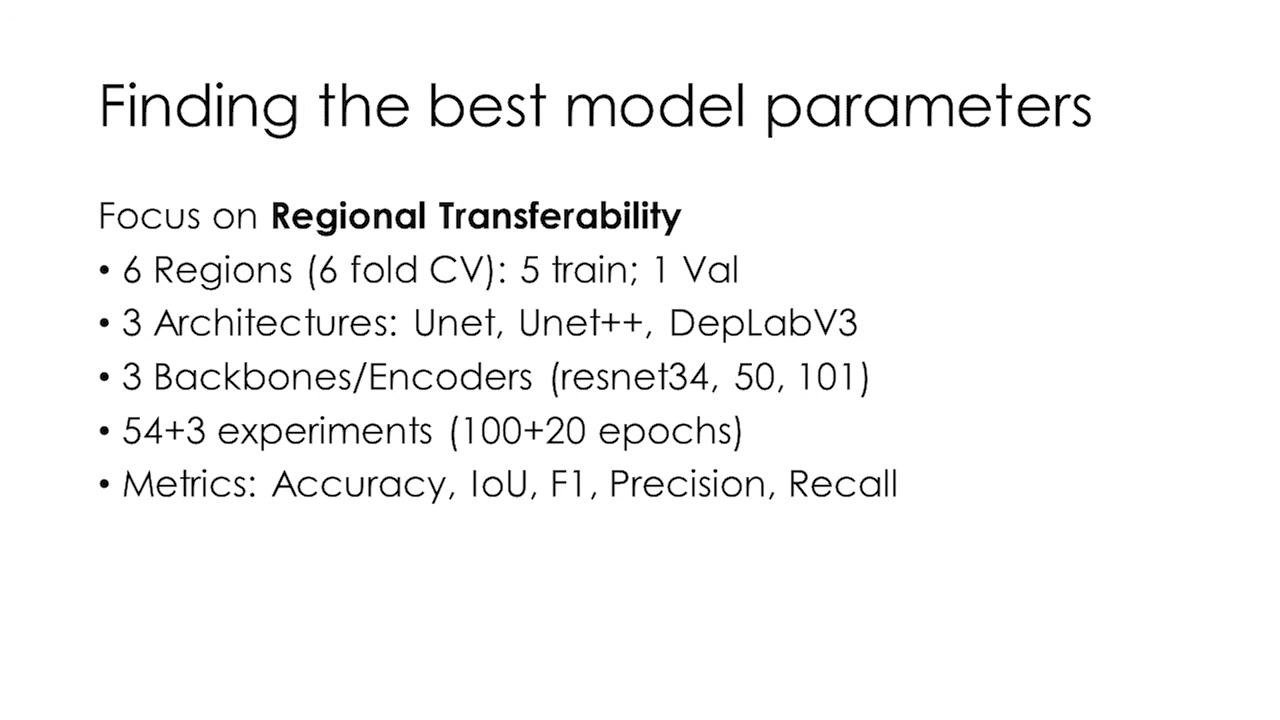 Finding the best model parameters
Focus on Regional Transferability
• 6 Regions (6 fold CV): 5 train; 1 Val
• 3 Architectures: Unet, Unet++, DepLabV3
• 3 Backbones/Encoders (resnet34, 50, 101)
• 54+3 experiments (100+20 epochs)
• Metrics: Accuracy, IoU, F1, Precision, Recall